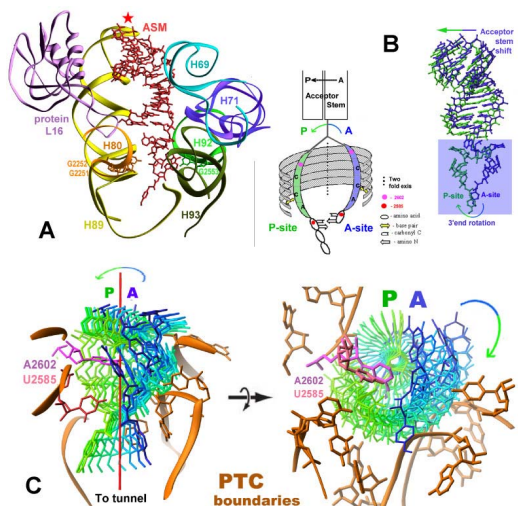 ASM
H69
H71
protein
L16
H80
H92
G2252
G2251
G2553
H93
H89
A
P A
Acceptor
Stem
P A
P-site
A-site
Two
fold axis
- 2602
- 2585
- amino acid
- base pair
- carbonyl C
- amino N
B
Acceptor
stem
shift
P-site
A-site
3'end rotation
P A
A2602
U2585
C
To tunnel
PTC
boundaries
P A
A2602
U2585